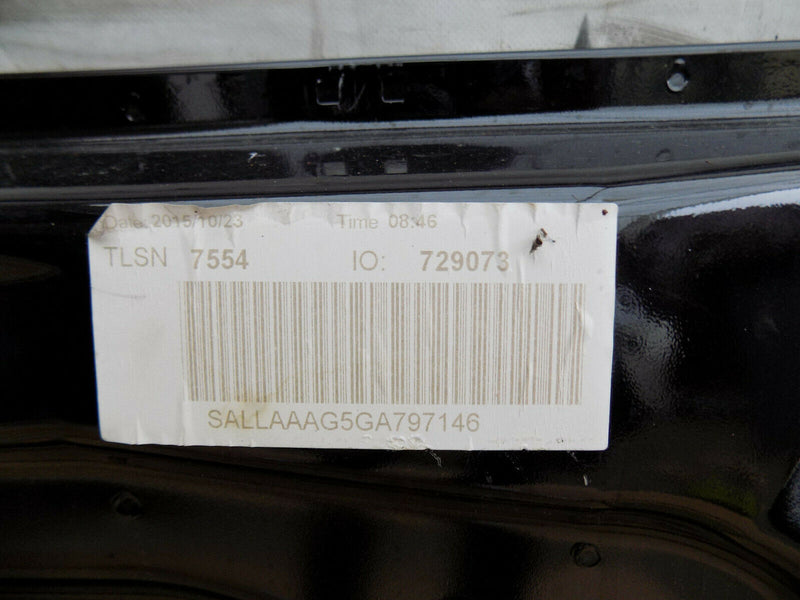 Date: 2015/10/23 Time 08:46
TLSN 7554 IO: 729073
SALLAAAG5GA797146